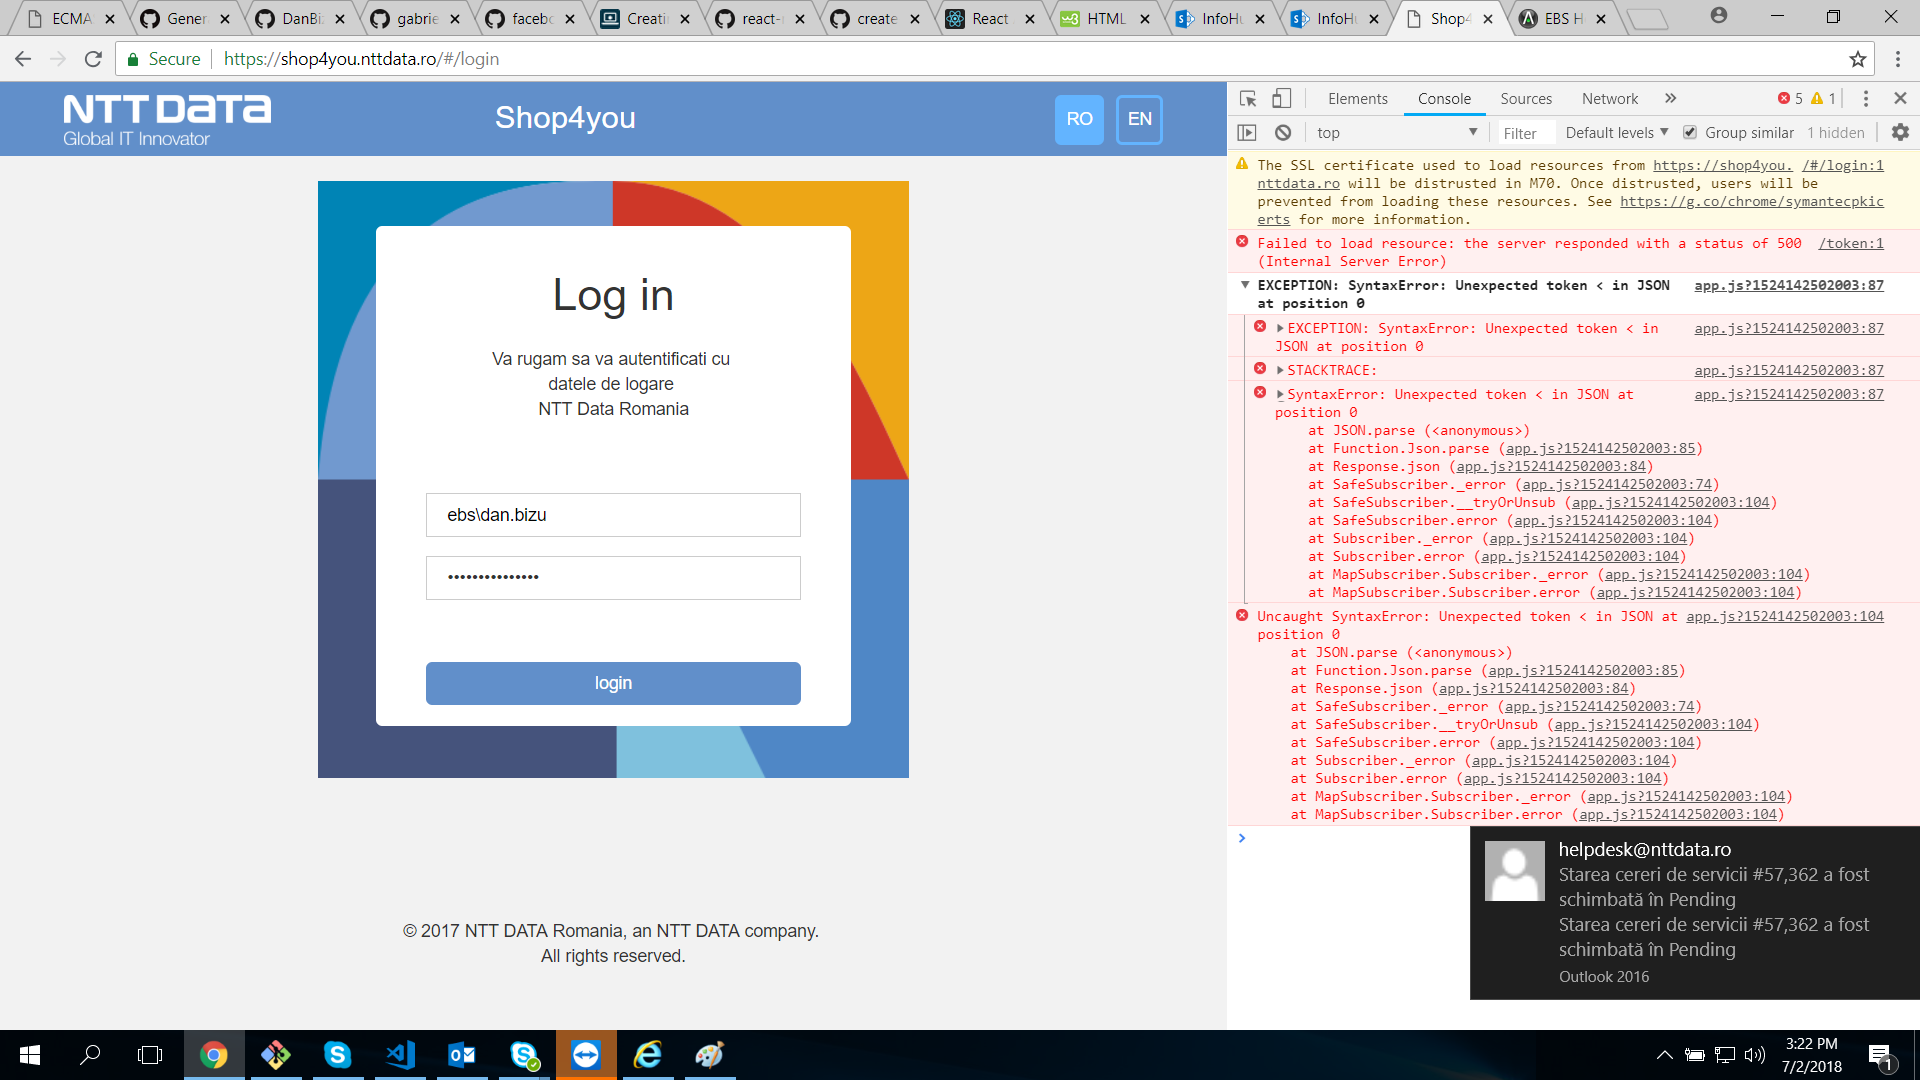 ECMA
Gener
DanBi
gabrie
facebo
Creatin
react-
create
React
HTML
InfoHu
InfoHu
Shop4
EBS H
Secure
https://shop4you.nttdata.ro/#/login
NTT DATA
Global IT Innovator
Shop4you
RO
EN
Log in
Va rugam sa va autentificati cu
datele de logare
NTT Data Romania
ebs\dan.bizu
•••••••••••••••
login
© 2017 NTT DATA Romania, an NTT DATA company.
All rights reserved.
Elements Console Sources Network » 5 1
top Filter Default levels Group similar 1 hidden
The SSL certificate used to load resources from https://shop4you. /#/login:1
nttdata.ro will be distrusted in M70. Once distrusted, users will be
prevented from loading these resources. See https://g.co/chrome/symantecpkic
erts for more information.
Failed to load resource: the server responded with a status of 500 /token:1
(Internal Server Error)
EXCEPTION: SyntaxError: Unexpected token < in JSON app.js?1524142502003:87
at position 0
EXCEPTION: SyntaxError: Unexpected token < in app.js?1524142502003:87
JSON at position 0
STACKTRACE: app.js?1524142502003:87
SyntaxError: Unexpected token < in JSON at app.js?1524142502003:87
position 0
at JSON.parse (<anonymous>)
at Function.Json.parse (app.js?1524142502003:85)
at Response.json (app.js?1524142502003:84)
at SafeSubscriber._error (app.js?1524142502003:74)
at SafeSubscriber.__tryOrUnsub (app.js?1524142502003:104)
at SafeSubscriber.error (app.js?1524142502003:104)
at Subscriber._error (app.js?1524142502003:104)
at Subscriber.error (app.js?1524142502003:104)
at MapSubscriber.Subscriber._error (app.js?1524142502003:104)
at MapSubscriber.Subscriber.error (app.js?1524142502003:104)
Uncaught SyntaxError: Unexpected token < in JSON at app.js?1524142502003:104
position 0
at JSON.parse (<anonymous>)
at Function.Json.parse (app.js?1524142502003:85)
at Response.json (app.js?1524142502003:84)
at SafeSubscriber._error (app.js?1524142502003:74)
at SafeSubscriber.__tryOrUnsub (app.js?1524142502003:104)
at SafeSubscriber.error (app.js?1524142502003:104)
at Subscriber._error (app.js?1524142502003:104)
at Subscriber.error (app.js?1524142502003:104)
at MapSubscriber.Subscriber._error (app.js?1524142502003:104)
at MapSubscriber.Subscriber.error (app.js?1524142502003:104)
helpdesk@nttdata.ro
Starea cereri de servicii #57,362 a fost
schimbată în Pending
Starea cereri de servicii #57,362 a fost
schimbată în Pending
Outlook 2016
3:22 PM
7/2/2018
1